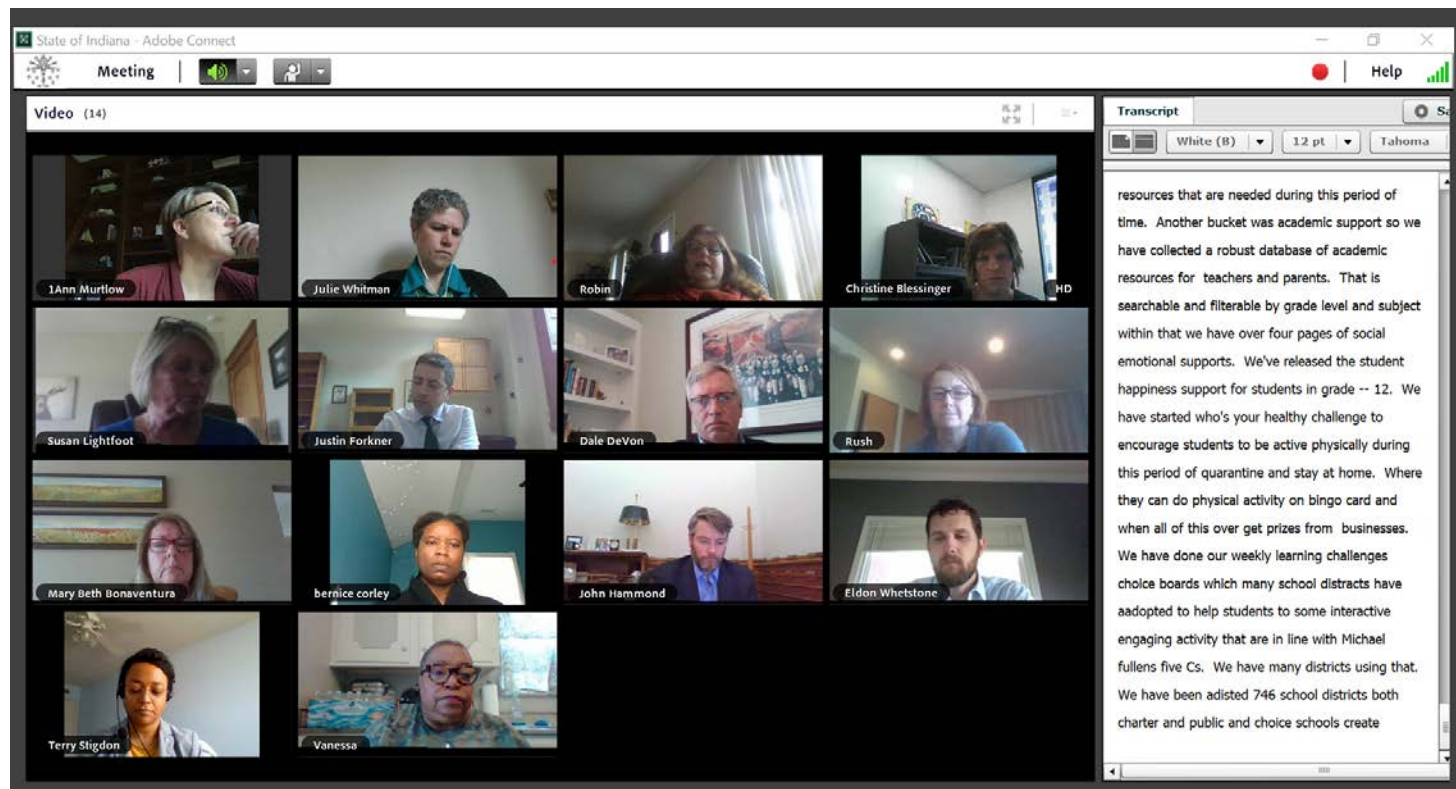 State of Indiana - Adobe Connect
Meeting
Help
Video (14)
1Ann Murtlow
Julie Whitman
Robin
Christine Blessinger
HD
Susan Lightfoot
Justin Forkner
Dale DeVon
Rush
Mary Beth Bonaventura
bernice corley
John Hammond
Eldon Whetstone
Terry Stigdon
Vanessa
Transcript
Sa
White (B)
12 pt
Tahoma
resources that are needed during this period of
time. Another bucket was academic support so we
have collected a robust database of academic
resources for teachers and parents. That is
searchable and filterable by grade level and subject
within that we have over four pages of social
emotional supports. We've released the student
happiness support for students in grade -- 12. We
have started who's your healthy challenge to
encourage students to be active physically during
this period of quarantine and stay at home. Where
they can do physical activity on bingo card and
when all of this over get prizes from businesses.
We have done our weekly learning challenges
choice boards which many school distracts have
aadopted to help students to some interactive
engaging activity that are in line with Michael
fullens five Cs. We have many districts using that.
We have been adisted 746 school districts both
charter and public and choice schools create